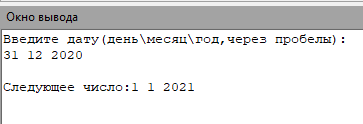 Окно вывода
Введите дату(день\месяц\год,через пробелы):
31 12 2020
Следующее число:1 1 2021